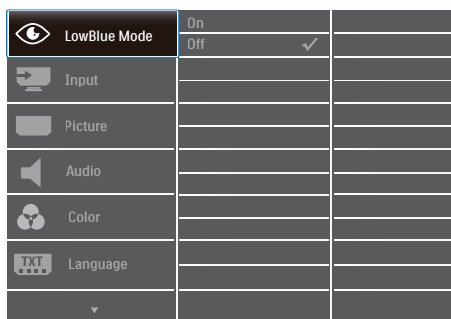 LowBlue Mode
On
Off
Input
Picture
Audio
Color
TXT
Language